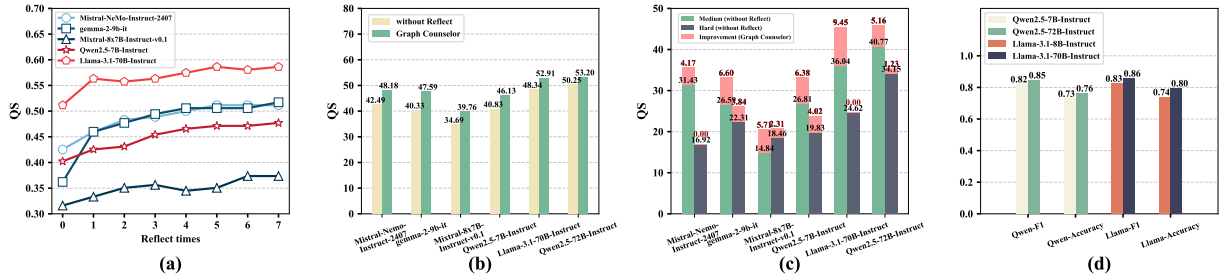 QS
0.70
0.65
0.60
0.55
0.50
0.45
0.40
0.35
0.30
Mistral-NeMo-Instruct-2407
gemma-2-9b-it
Mixtral-8x7B-Instruct-v0.1
Qwen2.5-7B-Instruct
Llama-3.1-70B-Instruct
0 1 2 3 4 5 6 7
Reflect times
(a)
QS
80
70
60
50
40
30
20
10
0
without Reflect
Graph Counselor
42.49 48.18
40.33 47.59
34.69 39.76
40.83 46.13
48.34 52.91
50.25 53.20
Mistral-Nemo-
Instruct-2407
gemma-2-9b-it
Mixtral-8x7B-
Instruct-v0.1
Qwen2.5-7B-Instruct
Llama-3.1-70B-Instruct
Qwen2.5-72B-Instruct
(b)
QS
50
40
30
20
10
0
Medium (without Reflect)
Hard (without Reflect)
Improvement (Graph Counselor)
4.17
31.43
0.00
16.92
6.60
26.59
3.84
22.31
5.77
14.84
2.31
18.46
6.38
26.81
4.02
19.83
9.45
36.04
0.00
24.62
5.16
40.77
1.23
34.15
Mistral-Nemo-
Instruct-2407
gemma-2-9b-it
Mixtral-8x7B-
Instruct-v0.1
Qwen2.5-7B-Instruct
Llama-3.1-70B-Instruct
Qwen2.5-72B-Instruct
(c)
1.0
0.8
0.6
0.4
0.2
0.0
Qwen2.5-7B-Instruct
Qwen2.5-72B-Instruct
Llama-3.1-8B-Instruct
Llama-3.1-70B-Instruct
0.82 0.85
0.73 0.76
0.83 0.86
0.74 0.80
Qwen-F1
Qwen-Accuracy
Llama-F1
Llama-Accuracy
(d)